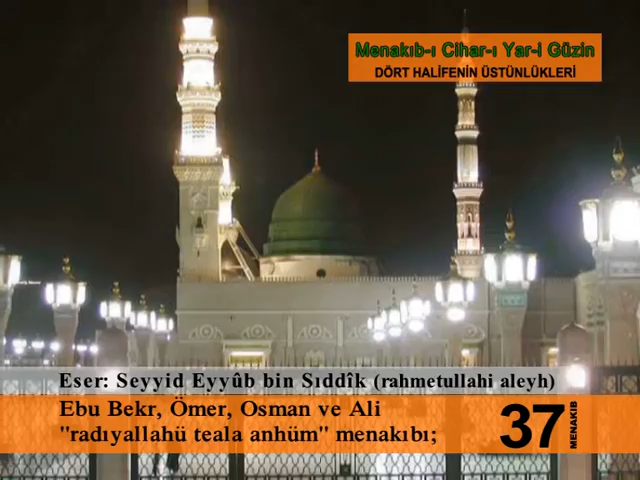 Menakıb-ı Cihar-ı Yar-i Güzin
DÖRT HALİFENİN ÜSTÜNLÜKLERİ
Eser: Seyyid Eyyûb bin Sıddîk (rahmetullahi aleyh)
Ebu Bekr, Ömer, Osman ve Ali
"radıyallahü teala anhüm" menakıbı;
37 MENAKIB